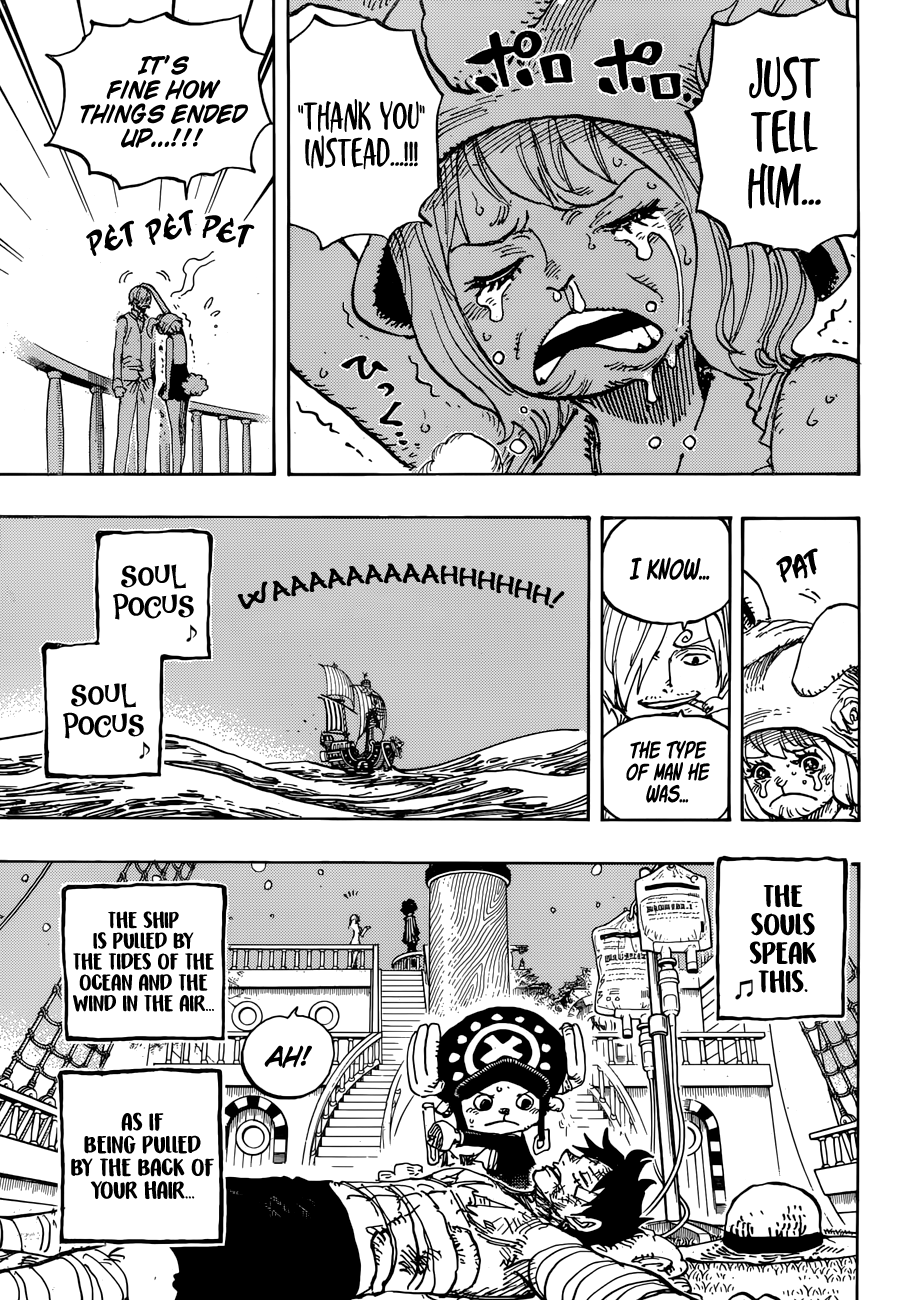 JUST
TELL
HIM...
ポロ ポロ..
"THANK YOU"
INSTEAD...!!!
ひっく...
IT'S
FINE HOW
THINGS ENDED
UP...!!!
PET PET PET
PAT
I KNOW...
THE TYPE
OF MAN HE
WAS...
WAAAAAAAAAHHHHHH!
SOUL
POCUS
♪
SOUL
POCUS
♪
THE
SOULS
SPEAK
THIS.
♫
THE SHIP
IS PULLED BY
THE TIDES OF THE
OCEAN AND THE
WIND IN THE AIR...
AH!
AS IF
BEING PULLED
BY THE BACK OF
YOUR HAIR...